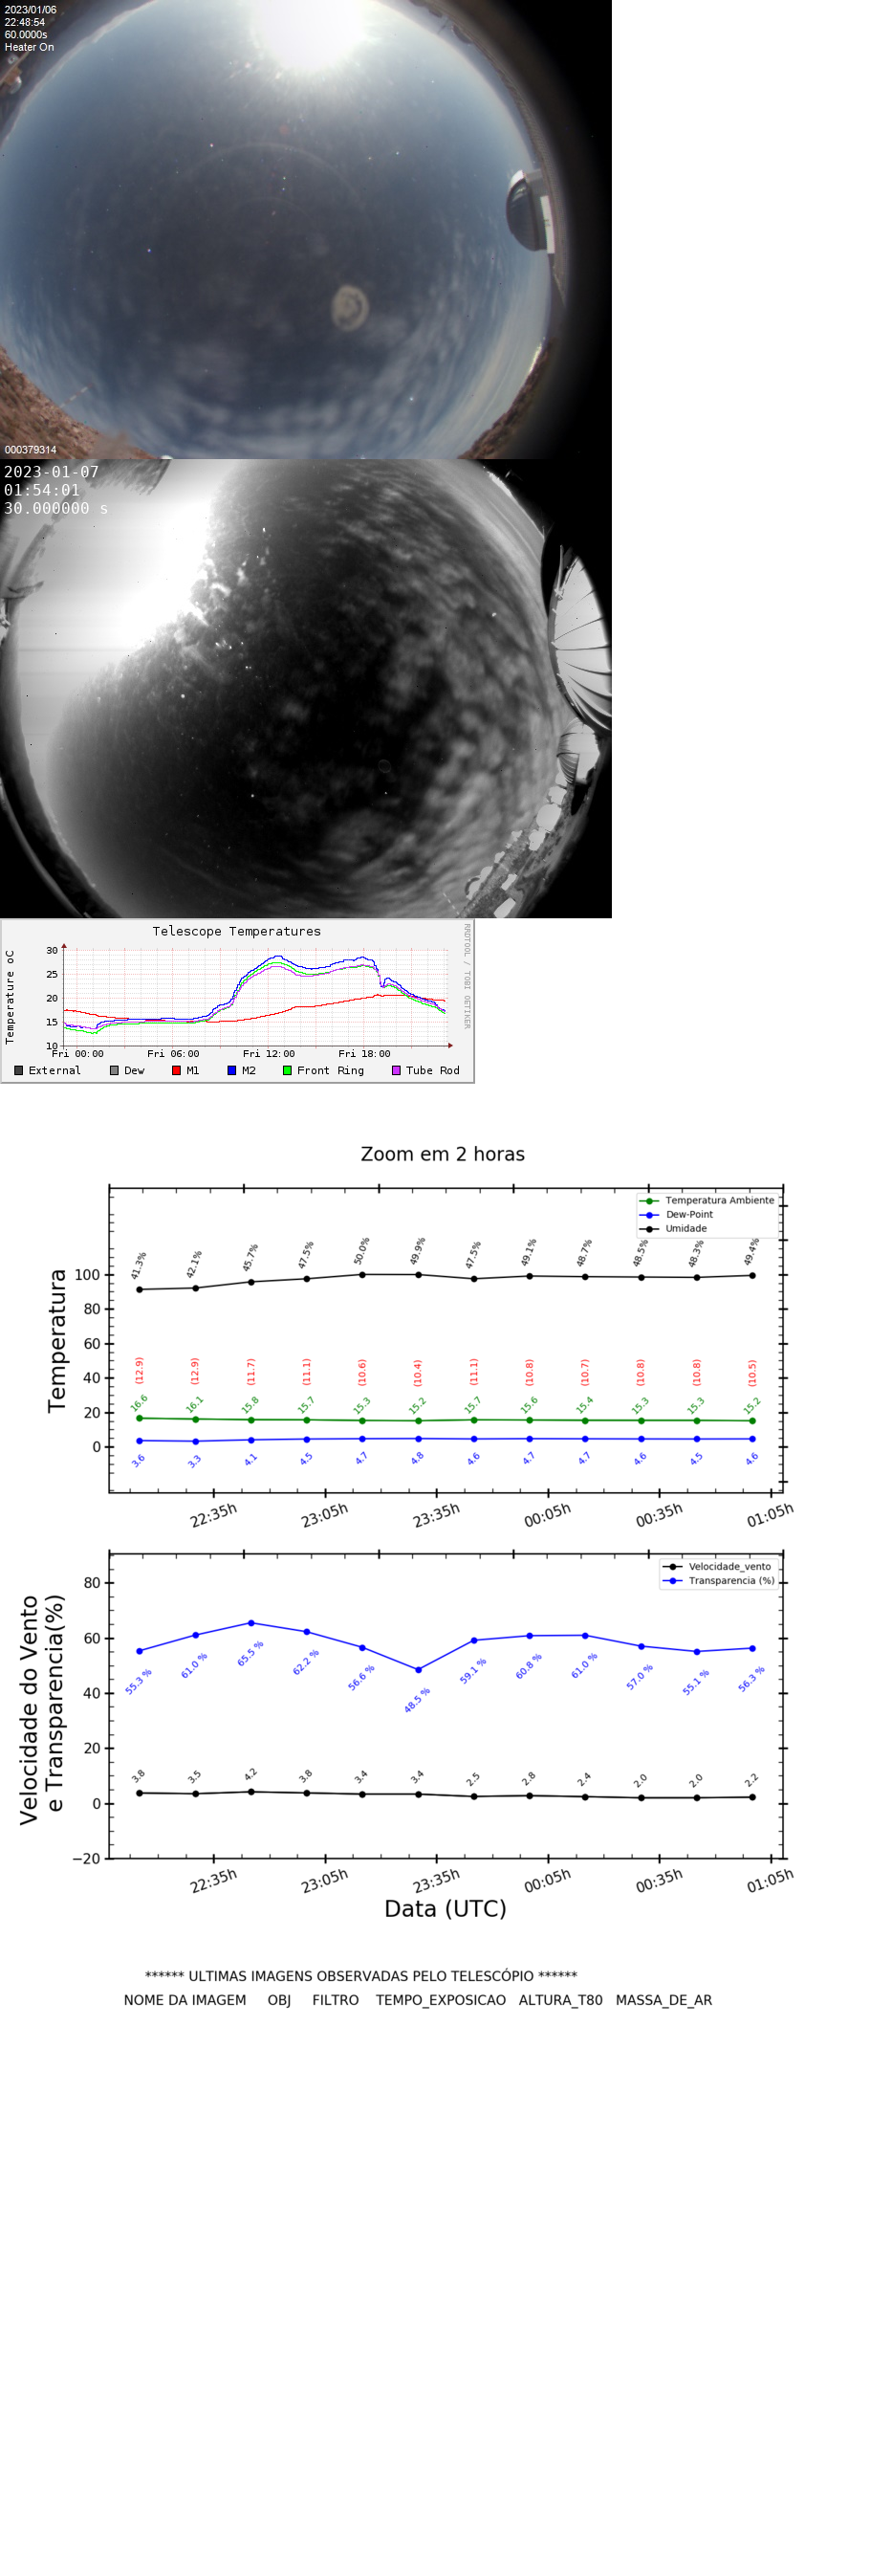 2023/01/06
22:48:54
60.0000s
Heater On
000379314
2023-01-07
01:54:01
30.000000 s
Telescope Temperatures
Temperature oC
RRDTOOL / TOBI OETIKER
30
25
20
15
10
Fri 00:00 Fri 06:00 Fri 12:00 Fri 18:00
External Dew M1 M2 Front Ring Tube Rod
Zoom em 2 horas
Temperatura
Temperatura Ambiente
Dew-Point
Umidade
41.3% 42.1% 45.7% 47.5% 50.0% 49.9% 47.5% 49.1% 48.7% 48.5% 48.3% 49.4%
100
80
60
40
20
0
(12.9) (12.9) (11.7) (11.1) (10.6) (10.4) (11.1) (10.8) (10.7) (10.8) (10.8) (10.5)
16.6 16.1 15.8 15.7 15.3 15.2 15.7 15.6 15.4 15.3 15.3 15.2
3.6 3.3 4.1 4.5 4.7 4.8 4.6 4.7 4.7 4.6 4.5 4.6
22:35h 23:05h 23:35h 00:05h 00:35h 01:05h
Velocidade do Vento
e Transparencia(%)
Velocidade_vento
Transparencia (%)
80
60
40
20
0
−20
55.3 % 61.0 % 65.5 % 62.2 % 56.6 % 48.5 % 59.1 % 60.8 % 61.0 % 57.0 % 55.1 % 56.3 %
3.8 3.5 4.2 3.8 3.4 3.4 2.5 2.8 2.4 2.0 2.0 2.2
22:35h 23:05h 23:35h 00:05h 00:35h 01:05h
Data (UTC)
****** ULTIMAS IMAGENS OBSERVADAS PELO TELESCÓPIO ******
NOME DA IMAGEM OBJ FILTRO TEMPO_EXPOSICAO ALTURA_T80 MASSA_DE_AR